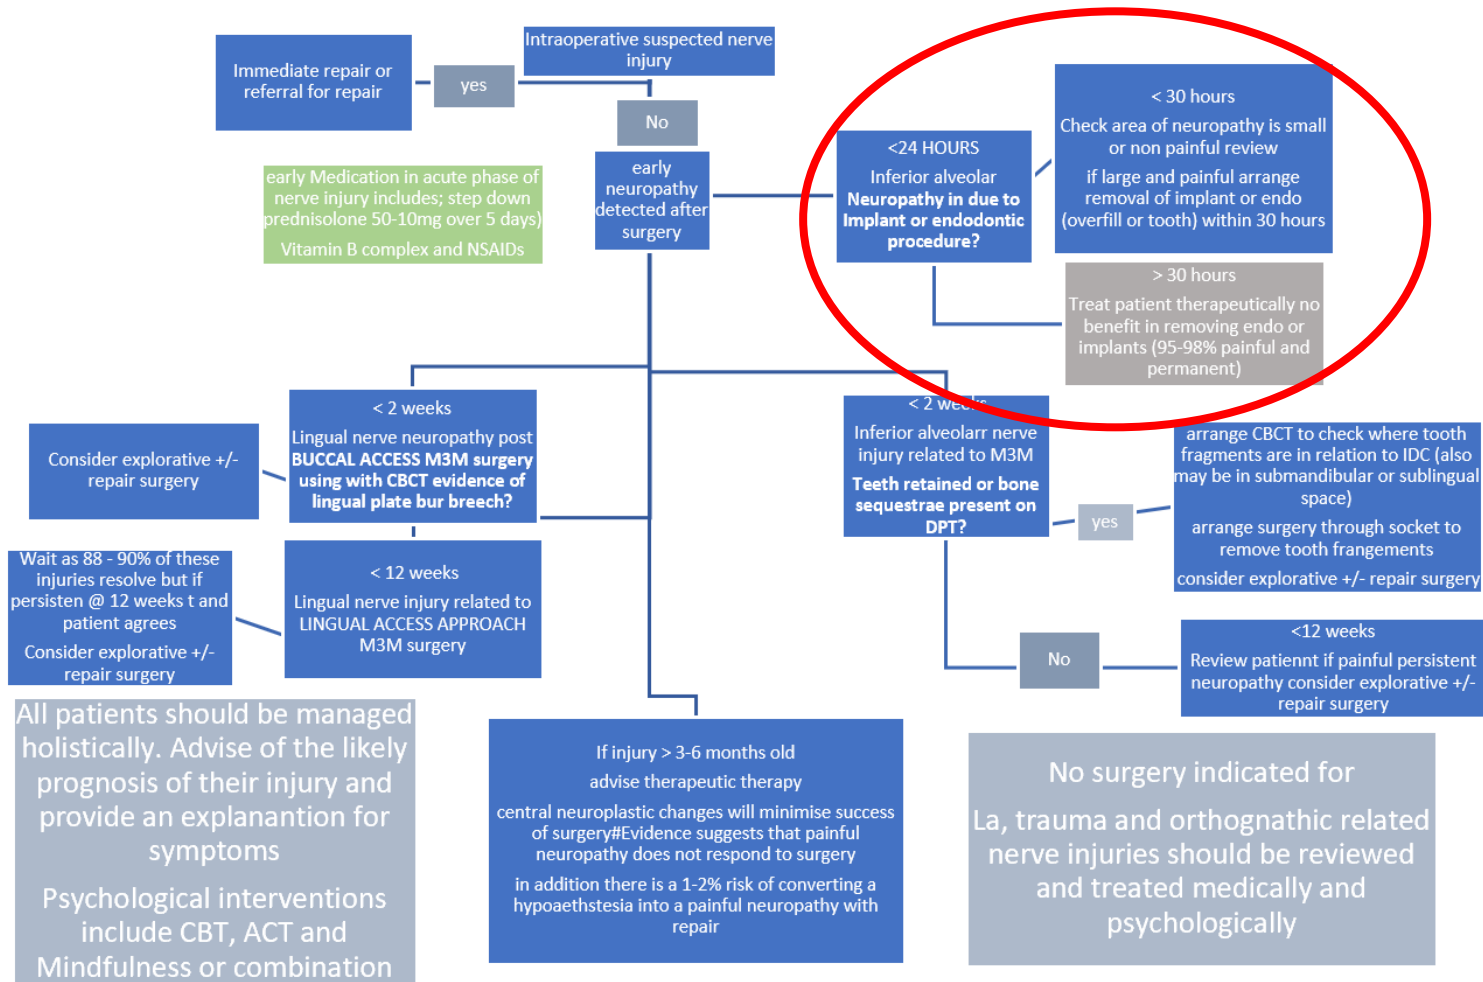 Intraoperative suspected nerve
injury
Immediate repair or
referral for repair
yes
No
early
neuropathy
detected after
surgery
early Medication in acute phase of
nerve injury includes; step down
prednisolone 50-10mg over 5 days)
Vitamin B complex and NSAIDs
<24 HOURS
Inferior alveolar
Neuropathy in due to
Implant or endodontic
procedure?
< 30 hours
Check area of neuropathy is small
or non painful review
if large and painful arrange
removal of implant or endo
(overfill or tooth) within 30 hours
> 30 hours
Treat patient therapeutically no
benefit in removing endo or
implants (95-98% painful and
permanent)
< 2 weeks
Lingual nerve neuropathy post
BUCCAL ACCESS M3M surgery
using with CBCT evidence of
lingual plate bur breech?
Consider explorative +/-
repair surgery
< 12 weeks
Lingual nerve injury related to
LINGUAL ACCESS APPROACH
M3M surgery
Wait as 88 - 90% of these
injuries resolve but if
persisten @ 12 weeks t and
patient agrees
Consider explorative +/-
repair surgery
< 2 weeks
Inferior alveolarr nerve
injury related to M3M
Teeth retained or bone
sequestrae present on
DPT?
yes
arrange CBCT to check where tooth
fragments are in relation to IDC (also
may be in submandibular or sublingual
space)
arrange surgery through socket to
remove tooth frangements
consider explorative +/- repair surgery
No
<12 weeks
Review patiennt if painful persistent
neuropathy consider explorative +/-
repair surgery
All patients should be managed
holistically. Advise of the likely
prognosis of their injury and
provide an explanantion for
symptoms
Psychological interventions
include CBT, ACT and
Mindfulness or combination
If injury > 3-6 months old
advise therapeutic therapy
central neuroplastic changes will minimise success
of surgery#Evidence suggests that painful
neuropathy does not respond to surgery
in addition there is a 1-2% risk of converting a
hypoaethstesia into a painful neuropathy with
repair
No surgery indicated for
La, trauma and orthognathic related
nerve injuries should be reviewed
and treated medically and
psychologically